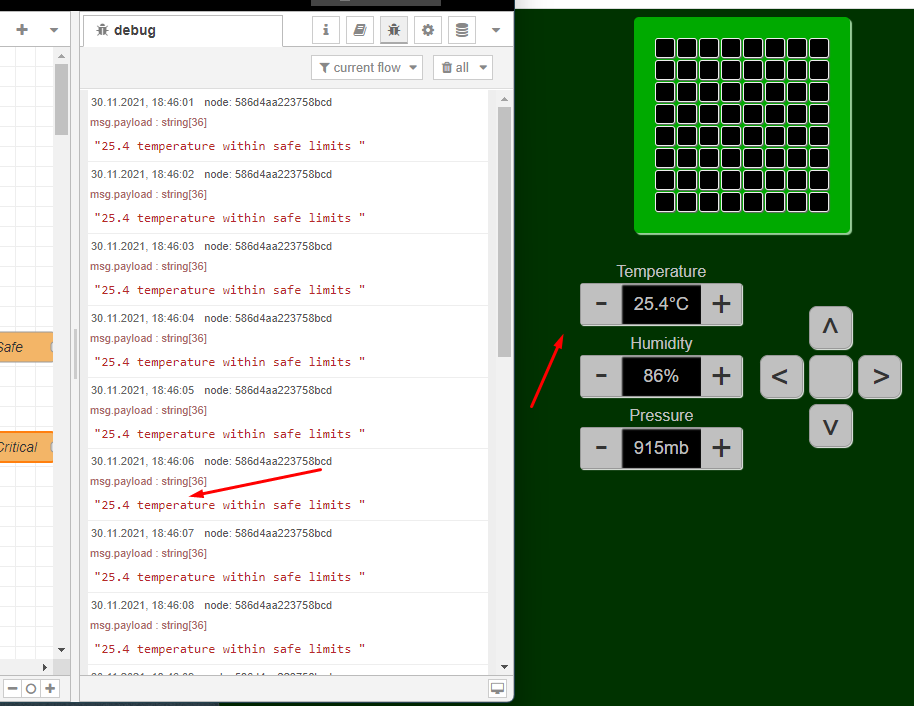 debug
current flow
all
30.11.2021, 18:46:01 node: 586d4aa223758bcd
msg.payload : string[36]
"25.4 temperature within safe limits "
30.11.2021, 18:46:02 node: 586d4aa223758bcd
msg.payload : string[36]
"25.4 temperature within safe limits "
30.11.2021, 18:46:03 node: 586d4aa223758bcd
msg.payload : string[36]
"25.4 temperature within safe limits "
30.11.2021, 18:46:04 node: 586d4aa223758bcd
msg.payload : string[36]
"25.4 temperature within safe limits "
30.11.2021, 18:46:05 node: 586d4aa223758bcd
msg.payload : string[36]
"25.4 temperature within safe limits "
30.11.2021, 18:46:06 node: 586d4aa223758bcd
msg.payload : string[36]
"25.4 temperature within safe limits "
30.11.2021, 18:46:07 node: 586d4aa223758bcd
msg.payload : string[36]
"25.4 temperature within safe limits "
30.11.2021, 18:46:08 node: 586d4aa223758bcd
msg.payload : string[36]
"25.4 temperature within safe limits "
Safe
Critical
Temperature
- 25.4°C +
Humidity
- 86% +
Pressure
- 915mb +